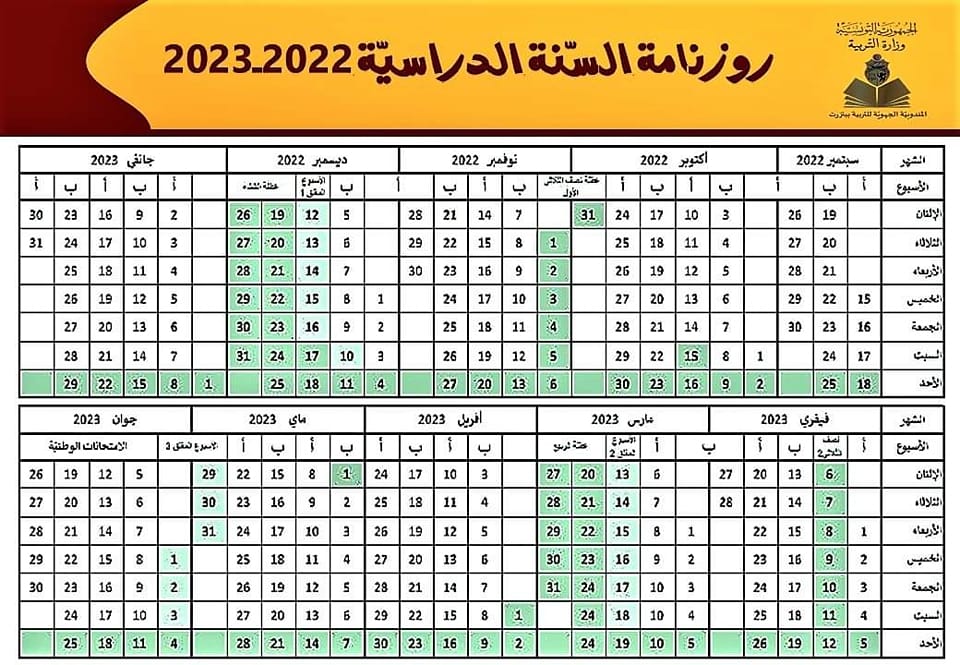 الجمهوريّة التونسيّة
وزارة التربية
المندوبيّة الجهويّة للتربية ببنزرت
روزنامة السّنة الدراسيّة 2022ـ2023
الشهر سبتمبر 2022 أكتوبر 2022 نوفمبر 2022 ديسمبر 2022 جانفي 2023
الأسبوع أ ب أ ب أ ب أ عطلة نصف الثلاثي الأول ب أ ب أ ب الأسبوع المغلق 1 عطلة الشتاء أ ب أ ب أ
الإثنين 19 26 3 10 17 24 31 7 14 21 28 5 12 19 26 2 9 16 23 30
الثلاثاء 20 27 4 11 18 25 1 8 15 22 29 6 13 20 27 3 10 17 24 31
الأربعاء 21 28 5 12 19 26 2 9 16 23 30 7 14 21 28 4 11 18 25
الخميس 15 22 29 6 13 20 27 3 10 17 24 1 8 15 22 29 5 12 19 26
الجمعة 16 23 30 7 14 21 28 4 11 18 25 2 9 16 23 30 6 13 20 27
السبت 17 24 1 8 15 22 29 5 12 19 26 3 10 17 24 31 7 14 21 28
الأحد 18 25 2 9 16 23 30 6 13 20 27 4 11 18 25 1 8 15 22 29
الشهر فيفري 2023 مارس 2023 أفريل 2023 ماي 2023 جوان 2023
الأسبوع أ نصف ثلاثي2 ب أ ب أ الأسبوع المغلق 2 عطلة الربيع ب أ ب أ ب أ ب أ الأسبوع المغلق 3 الامتحانات الوطنيّة
الإثنين 6 13 20 27 6 13 20 27 3 10 17 24 1 8 15 22 29 5 12 19 26
الثلاثاء 7 14 21 28 7 14 21 28 4 11 18 25 2 9 16 23 30 6 13 20 27
الأربعاء 1 8 15 22 1 8 15 22 29 5 12 19 26 3 10 17 24 31 7 14 21 28
الخميس 2 9 16 23 2 9 16 23 30 6 13 20 27 4 11 18 25 1 8 15 22 29
الجمعة 3 10 17 24 3 10 17 24 31 7 14 21 28 5 12 19 26 2 9 16 23 30
السبت 4 11 18 25 4 10 18 24 1 8 15 22 29 6 13 20 27 3 10 17 24
الأحد 5 12 19 26 5 10 19 24 2 9 16 23 30 7 14 21 28 4 11 18 25